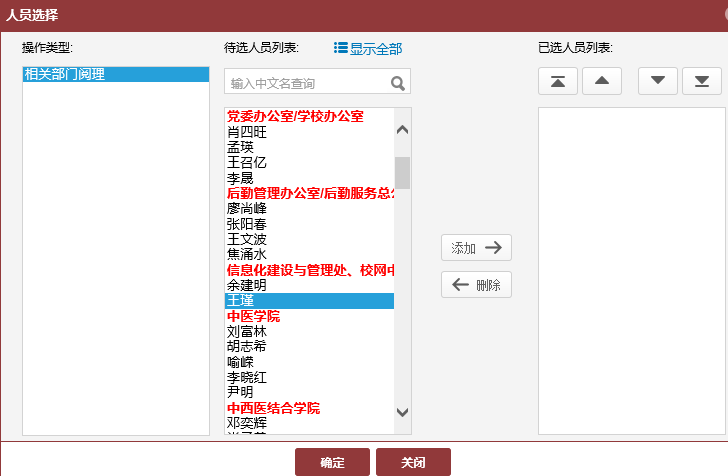 人员选择
操作类型:
待选人员列表:
显示全部
已选人员列表:
相关部门阅理
输入中文名查询
党委办公室/学校办公室
肖四旺
孟瑛
王召亿
李晟
后勤管理办公室/后勤服务总
廖尚峰
张阳春
王文波
焦涌水
信息化建设与管理处、校网中
余建明
王瑾
中医学院
刘富林
胡志希
喻嵘
李晓红
尹明
中西医结合学院
邓奕辉
添加
删除
确定
关闭